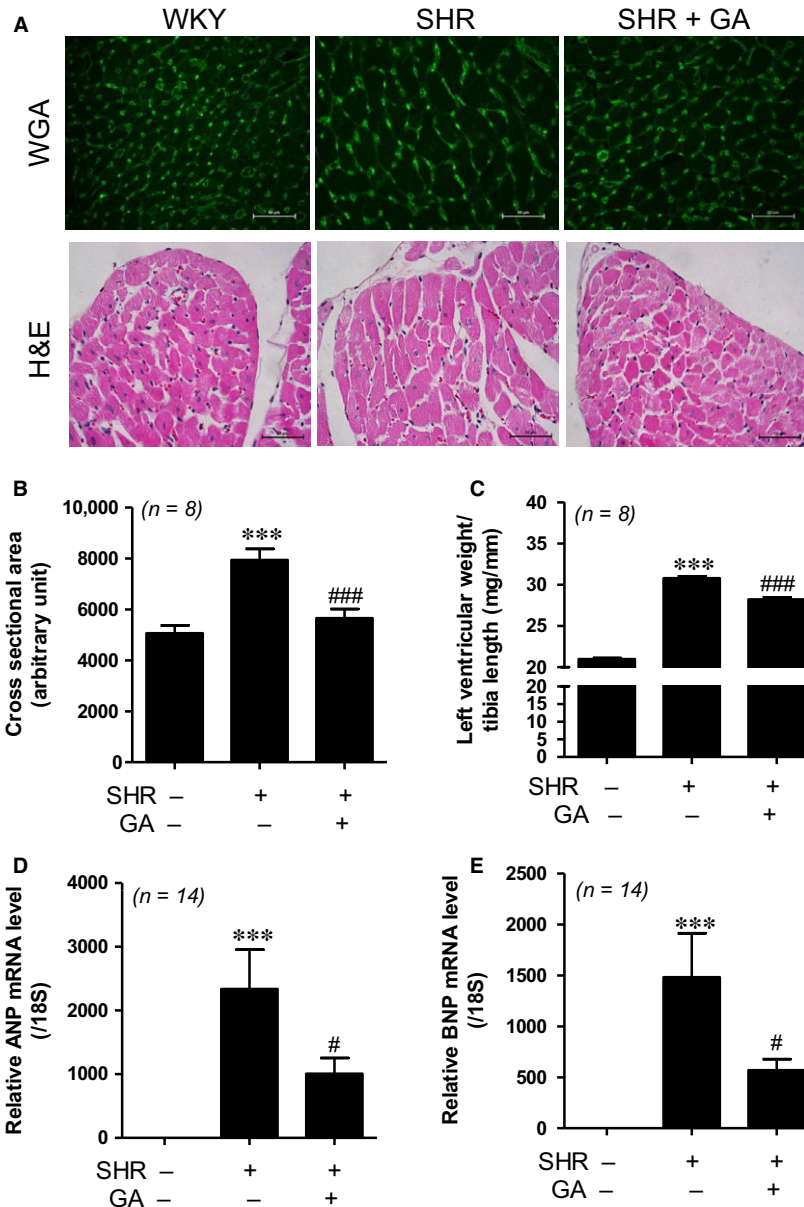 A
WKY
SHR
SHR + GA
WGA
H&E
B
(n = 8)
Cross sectional area
(arbitrary unit)
10,000
8000
6000
4000
2000
0
***
###
SHR – + +
GA – – +
C
(n = 8)
Left ventricular weight/
tibia length (mg/mm)
40
35
30
25
20
20
15
10
5
0
***
###
SHR – + +
GA – – +
D
(n = 14)
Relative ANP mRNA level
(/18S)
4000
3000
2000
1000
0
***
#
SHR – + +
GA – – +
E
(n = 14)
Relative BNP mRNA level
(/18S)
2500
2000
1500
1000
500
0
***
#
SHR – + +
GA – – +